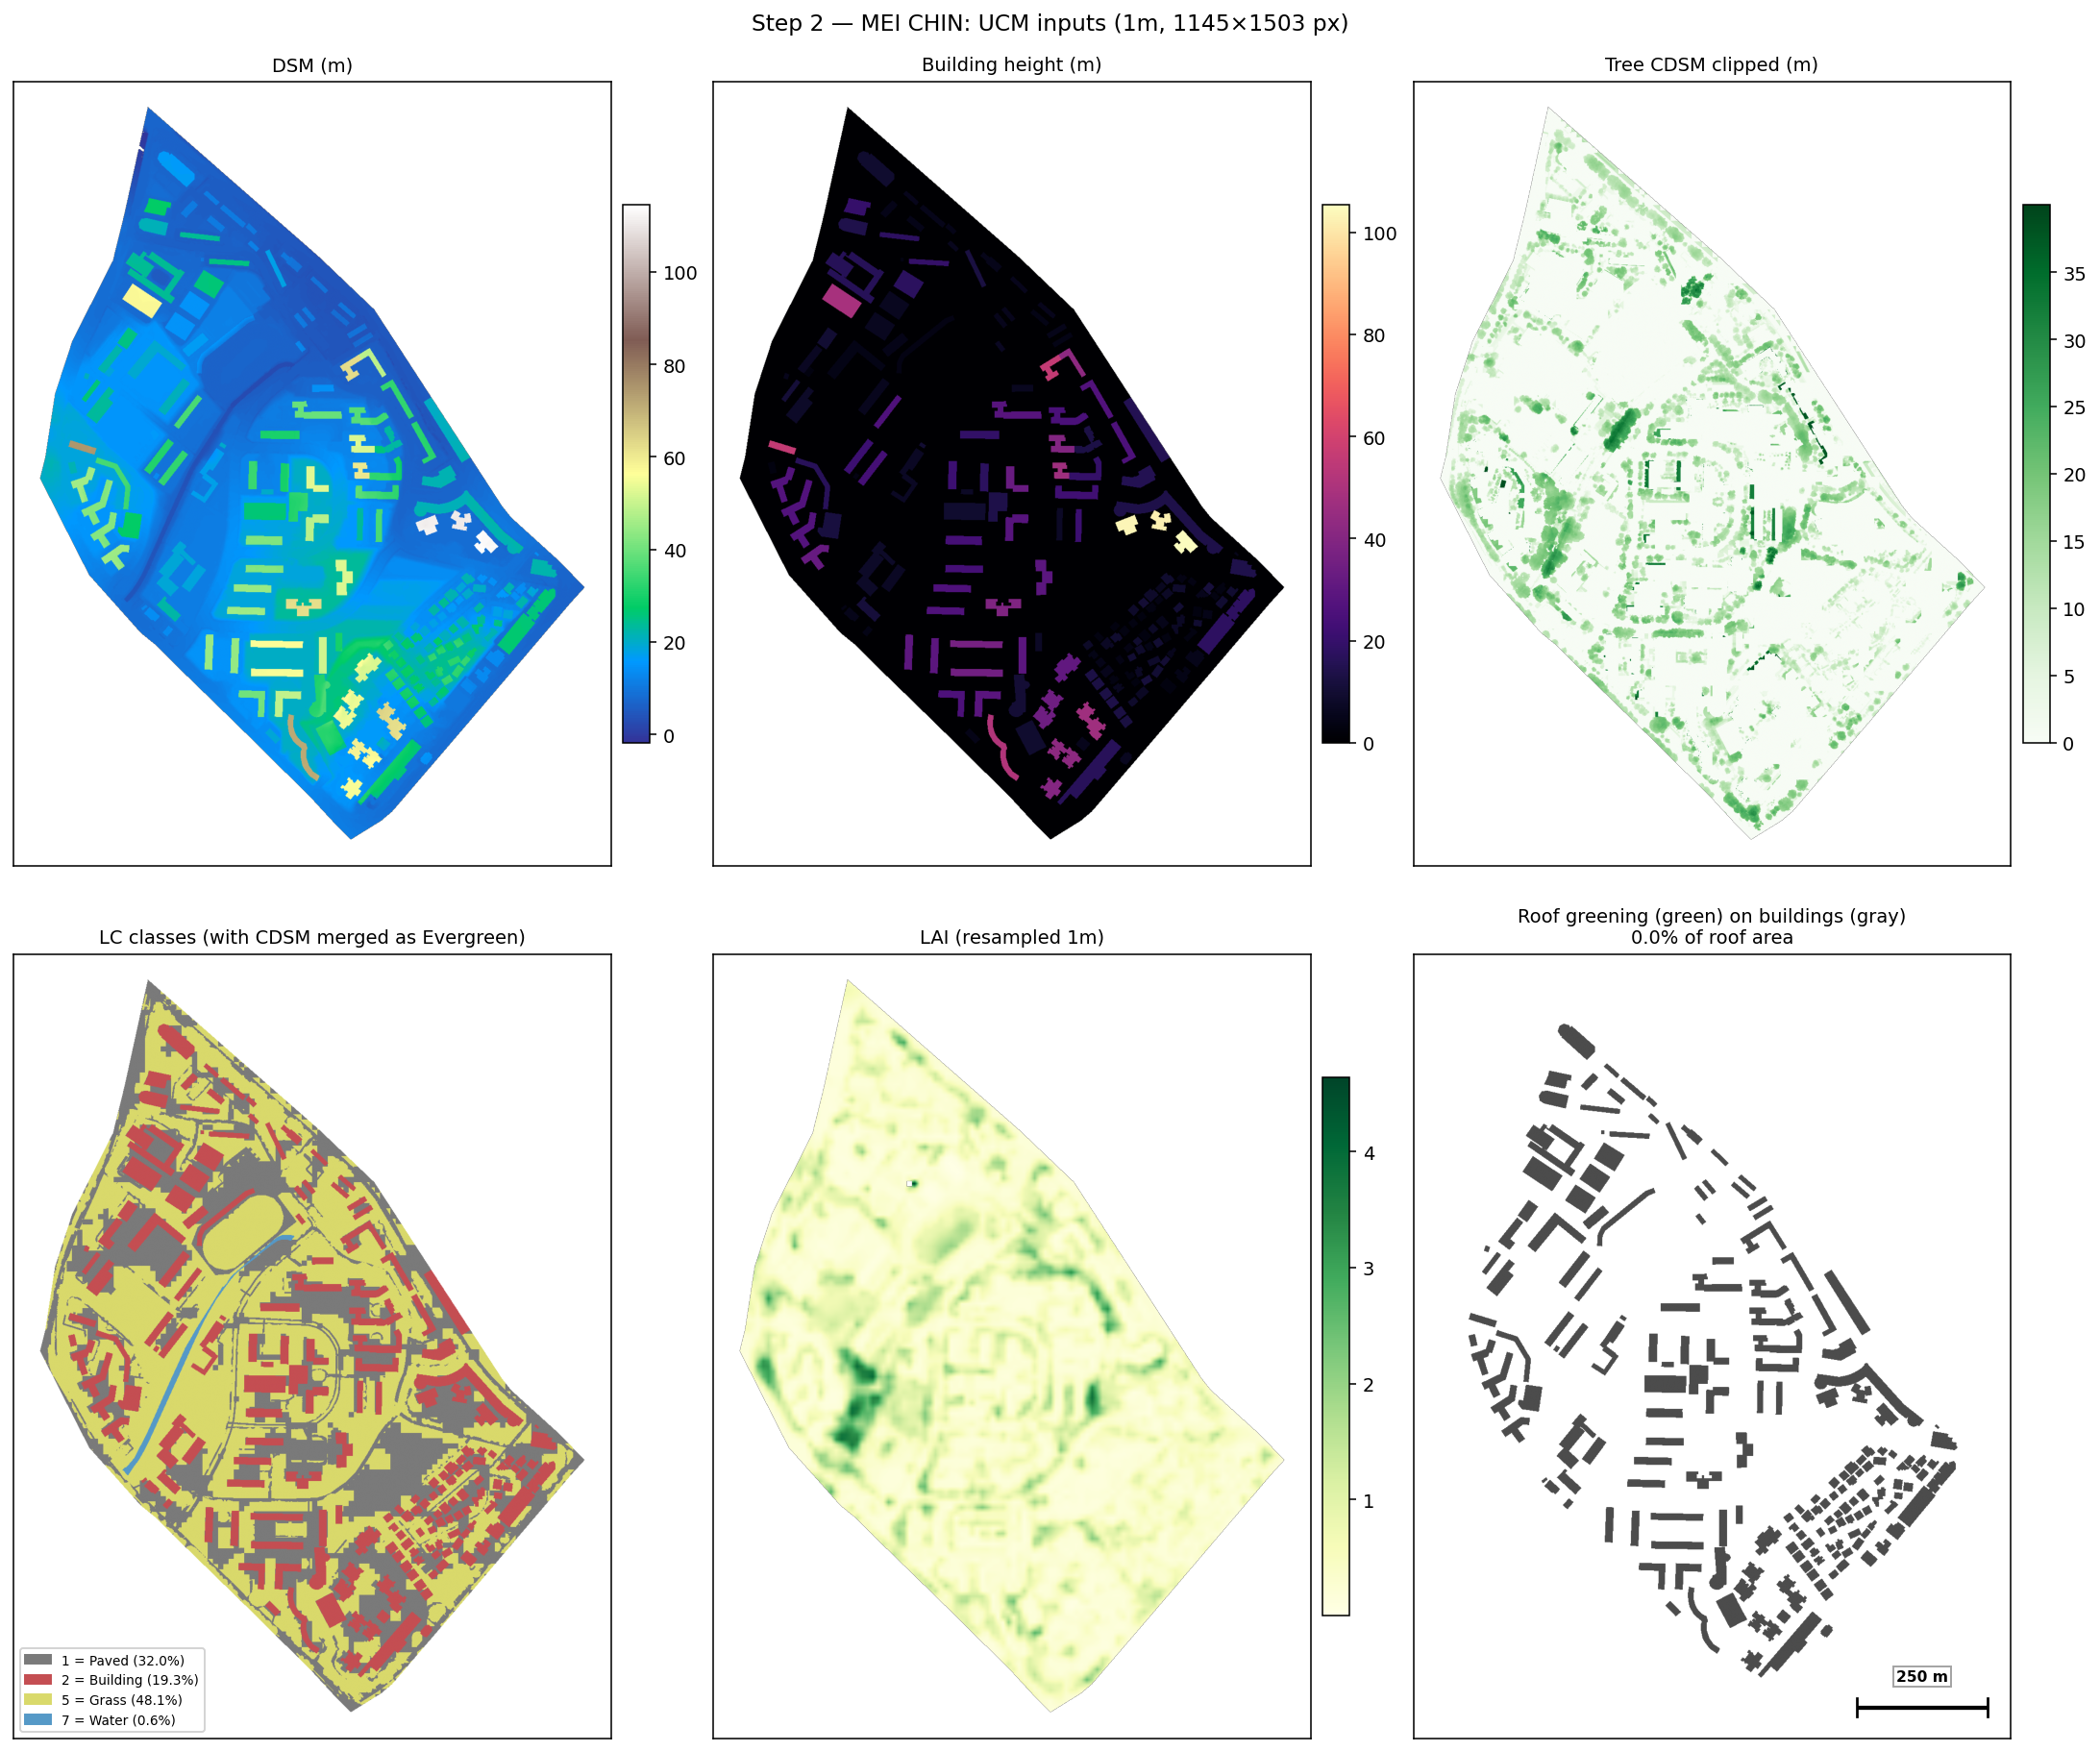 Step 2 — MEI CHIN: UCM inputs (1m, 1145×1503 px)
DSM (m)
100
80
60
40
20
0
Building height (m)
100
80
60
40
20
0
Tree CDSM clipped (m)
35
30
25
20
15
10
5
0
LC classes (with CDSM merged as Evergreen)
1 = Paved (32.0%)
2 = Building (19.3%)
5 = Grass (48.1%)
7 = Water (0.6%)
LAI (resampled 1m)
4
3
2
1
Roof greening (green) on buildings (gray)
0.0% of roof area
250 m